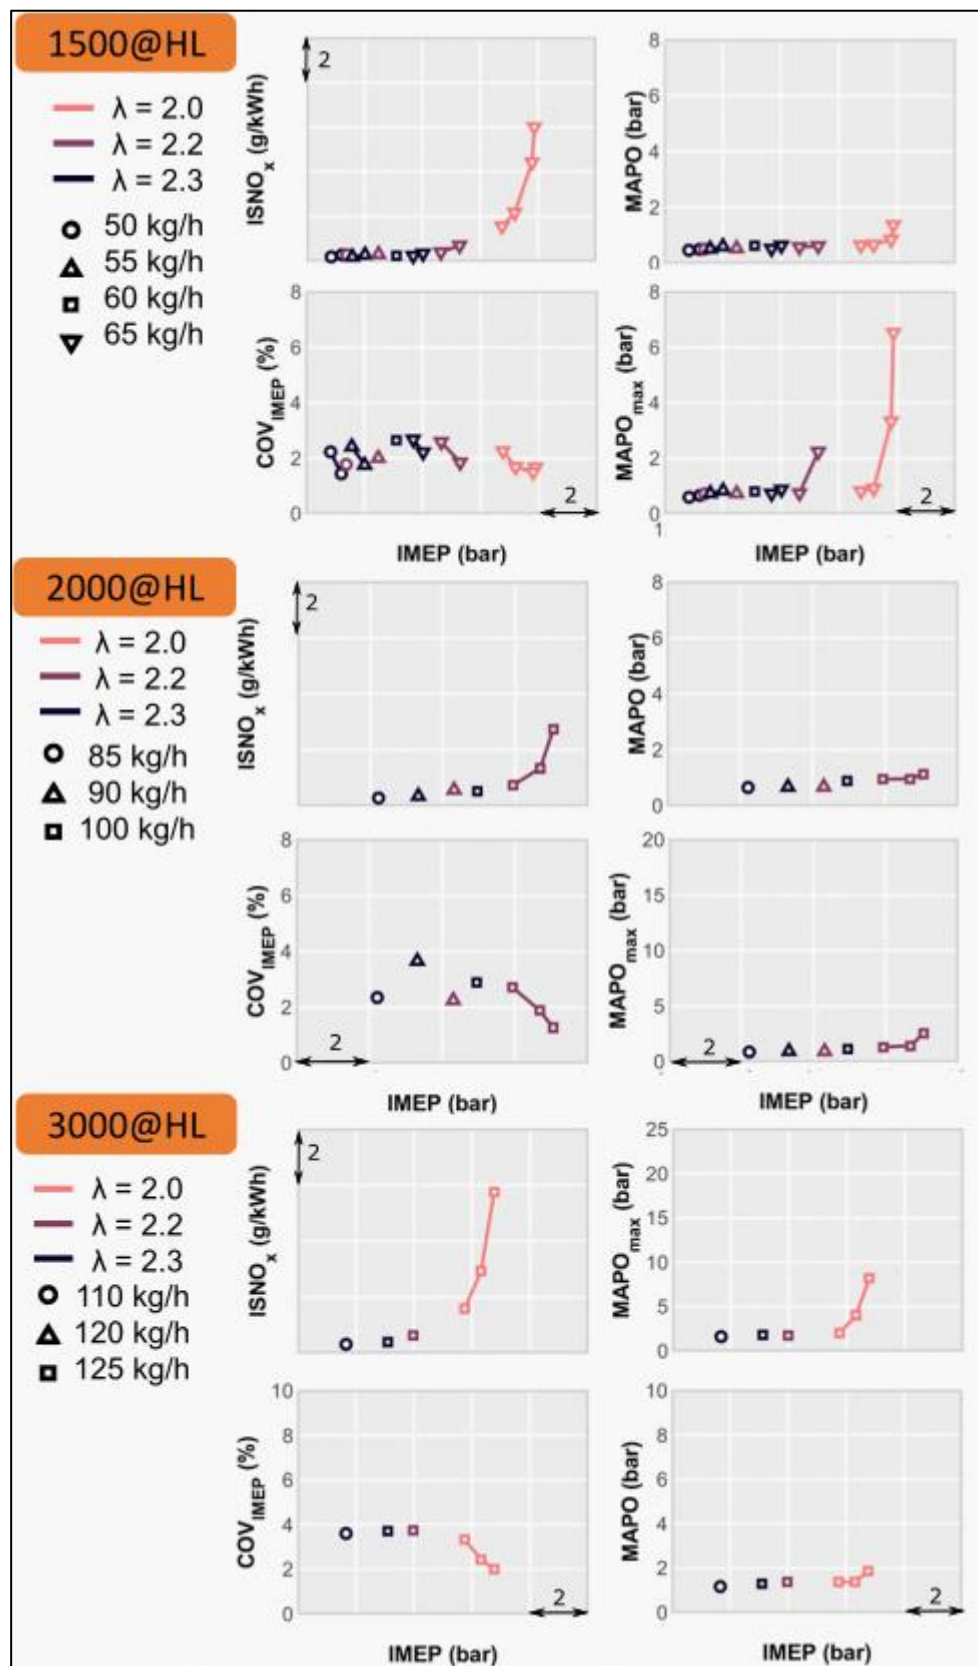 1500@HL
λ = 2.0
λ = 2.2
λ = 2.3
50 kg/h
55 kg/h
60 kg/h
65 kg/h
ISNOx (g/kWh)
2
MAPO (bar)
8
6
4
2
0
COVIMEP (%)
8
6
4
2
0
2
MAPOmax (bar)
8
6
4
2
0
1
2
IMEP (bar)
IMEP (bar)
2000@HL
λ = 2.0
λ = 2.2
λ = 2.3
85 kg/h
90 kg/h
100 kg/h
ISNOx (g/kWh)
2
MAPO (bar)
8
6
4
2
0
COVIMEP (%)
8
6
4
2
0
2
MAPOmax (bar)
20
15
10
5
0
2
IMEP (bar)
IMEP (bar)
3000@HL
λ = 2.0
λ = 2.2
λ = 2.3
110 kg/h
120 kg/h
125 kg/h
ISNOx (g/kWh)
2
MAPOmax (bar)
25
20
15
10
5
0
COVIMEP (%)
10
8
6
4
2
0
2
MAPO (bar)
10
8
6
4
2
0
2
IMEP (bar)
IMEP (bar)